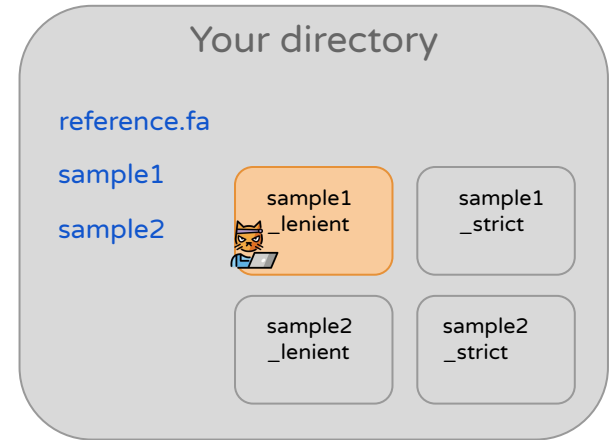 Your directory
reference.fa
sample1
sample2
sample1
_lenient
sample1
_strict
sample2
_lenient
sample2
_strict